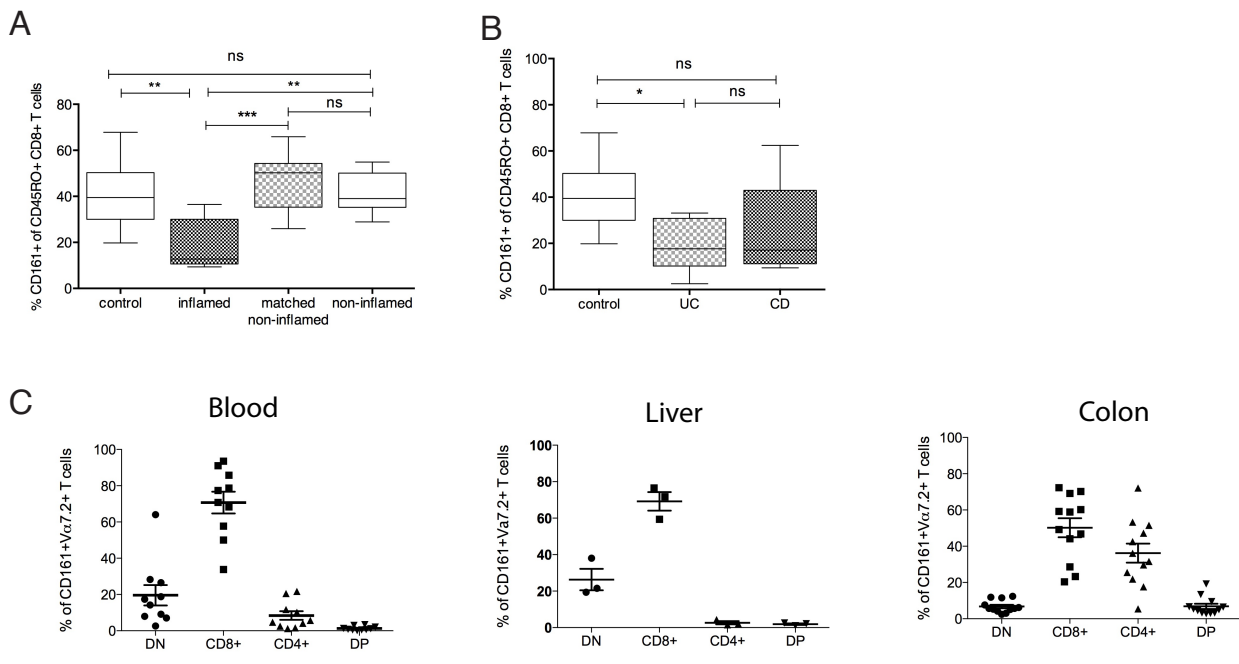 A
% CD161+ of CD45RO+ CD8+ T cells
80
60
40
20
0
ns
**
**
***
ns
control
inflamed
matched
non-inflamed
non-inflamed
B
% CD161+ of CD45RO+ CD8+ T cells
100
80
60
40
20
0
ns
*
ns
control
UC
CD
C
Blood
% of CD161+Vα7.2+ T cells
100
80
60
40
20
0
DN
CD8+
CD4+
DP
Liver
% of CD161+Va7.2+ T cells
100
80
60
40
20
0
DN
CD8+
CD4+
DP
Colon
% of CD161+Vα7.2+ T cells
100
80
60
40
20
0
DN
CD8+
CD4+
DP